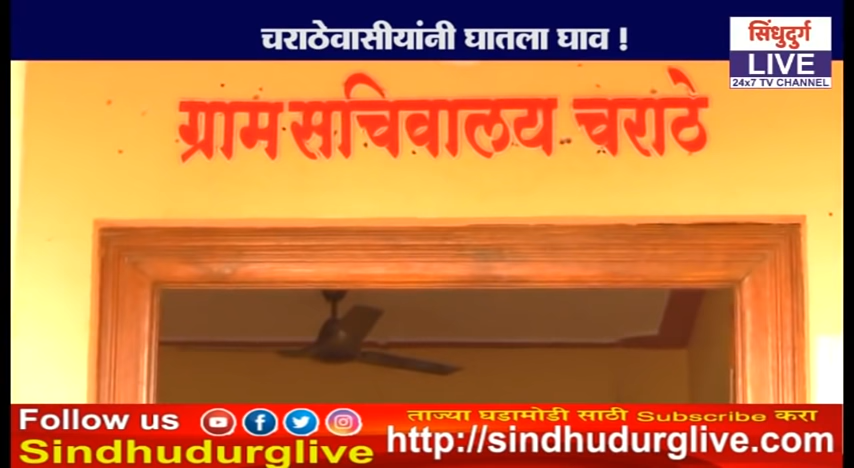 चराठेवासीयांनी घातला घाव !
सिंधुदुर्ग
LIVE
24x7 TV CHANNEL
ग्राम सचिवालय चराठे
Follow us
Sindhudurglive
ताज्या घडामोडी साठी Subscribe करा
http://sindhudurglive.com